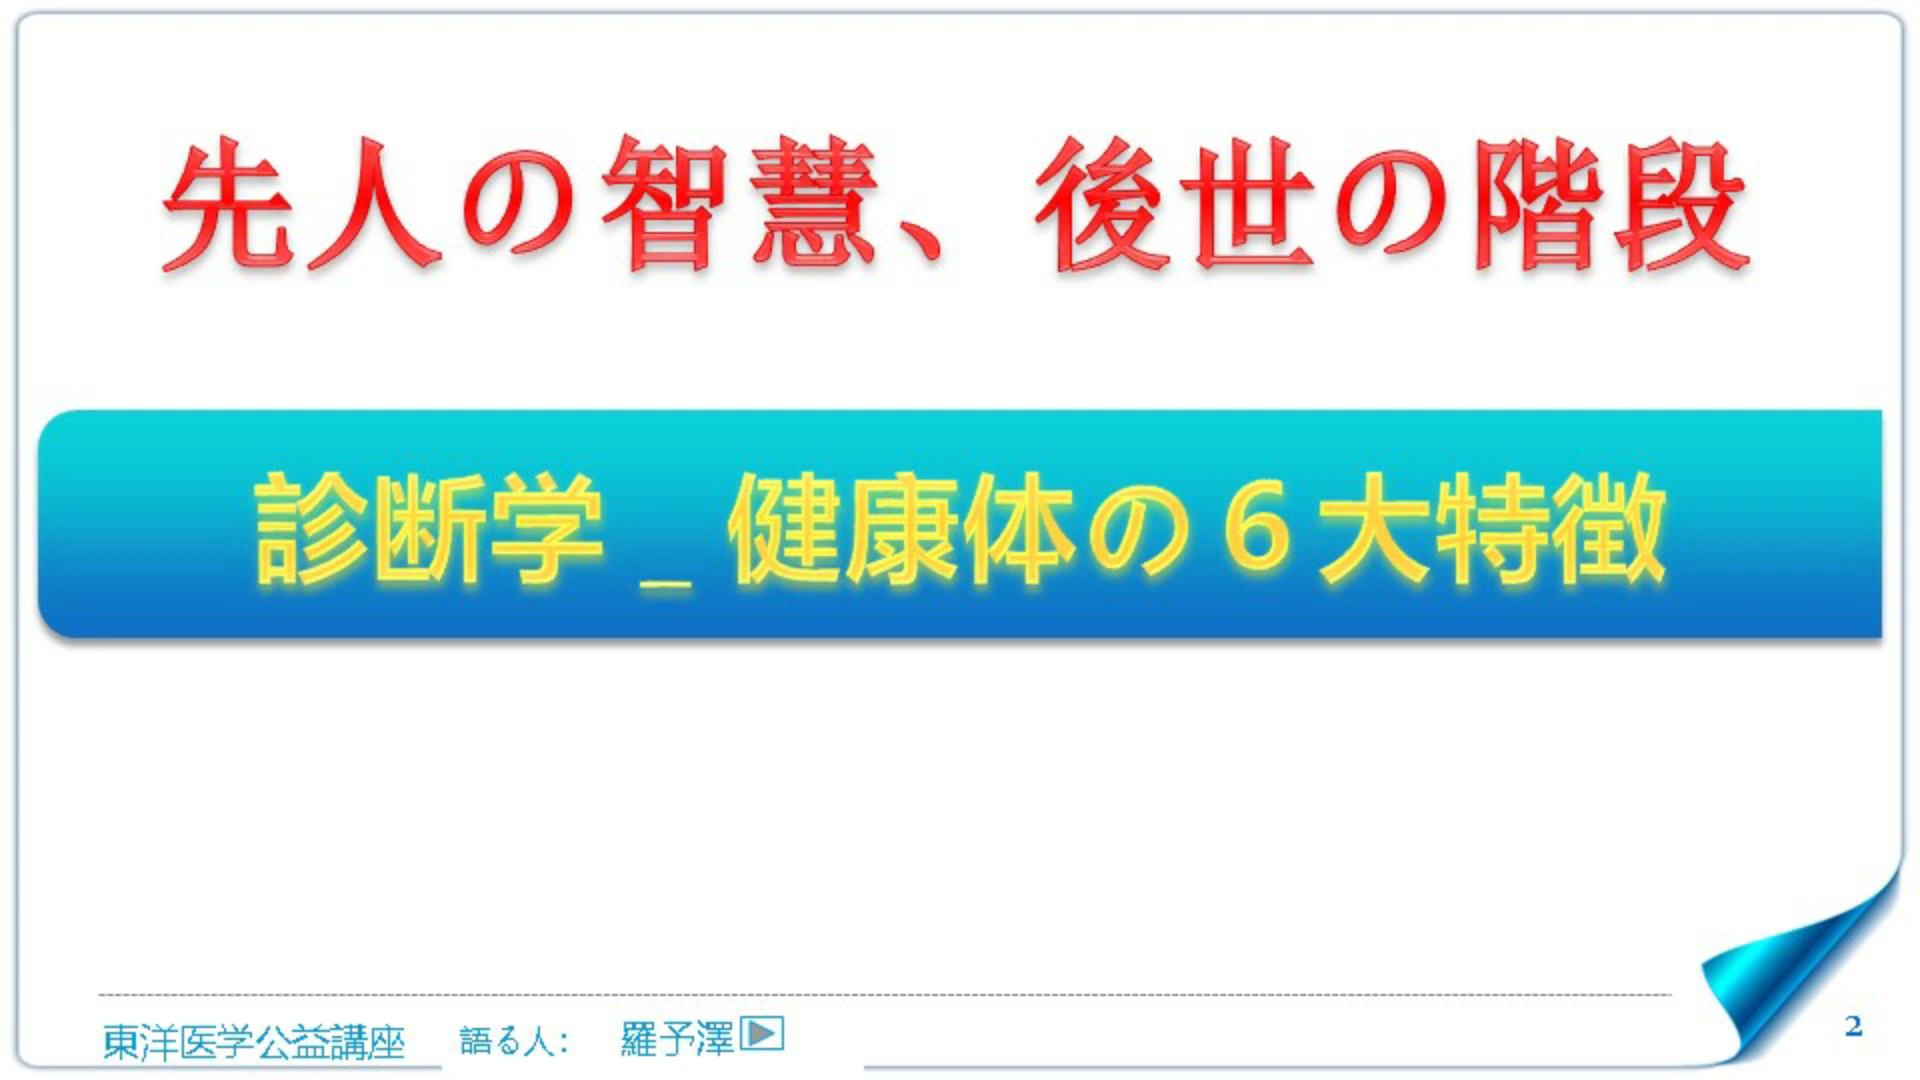 先人の智慧、後世の階段
診断学_健康体の６大特徴
東洋医学公益講座　語る人：　羅予澤
2